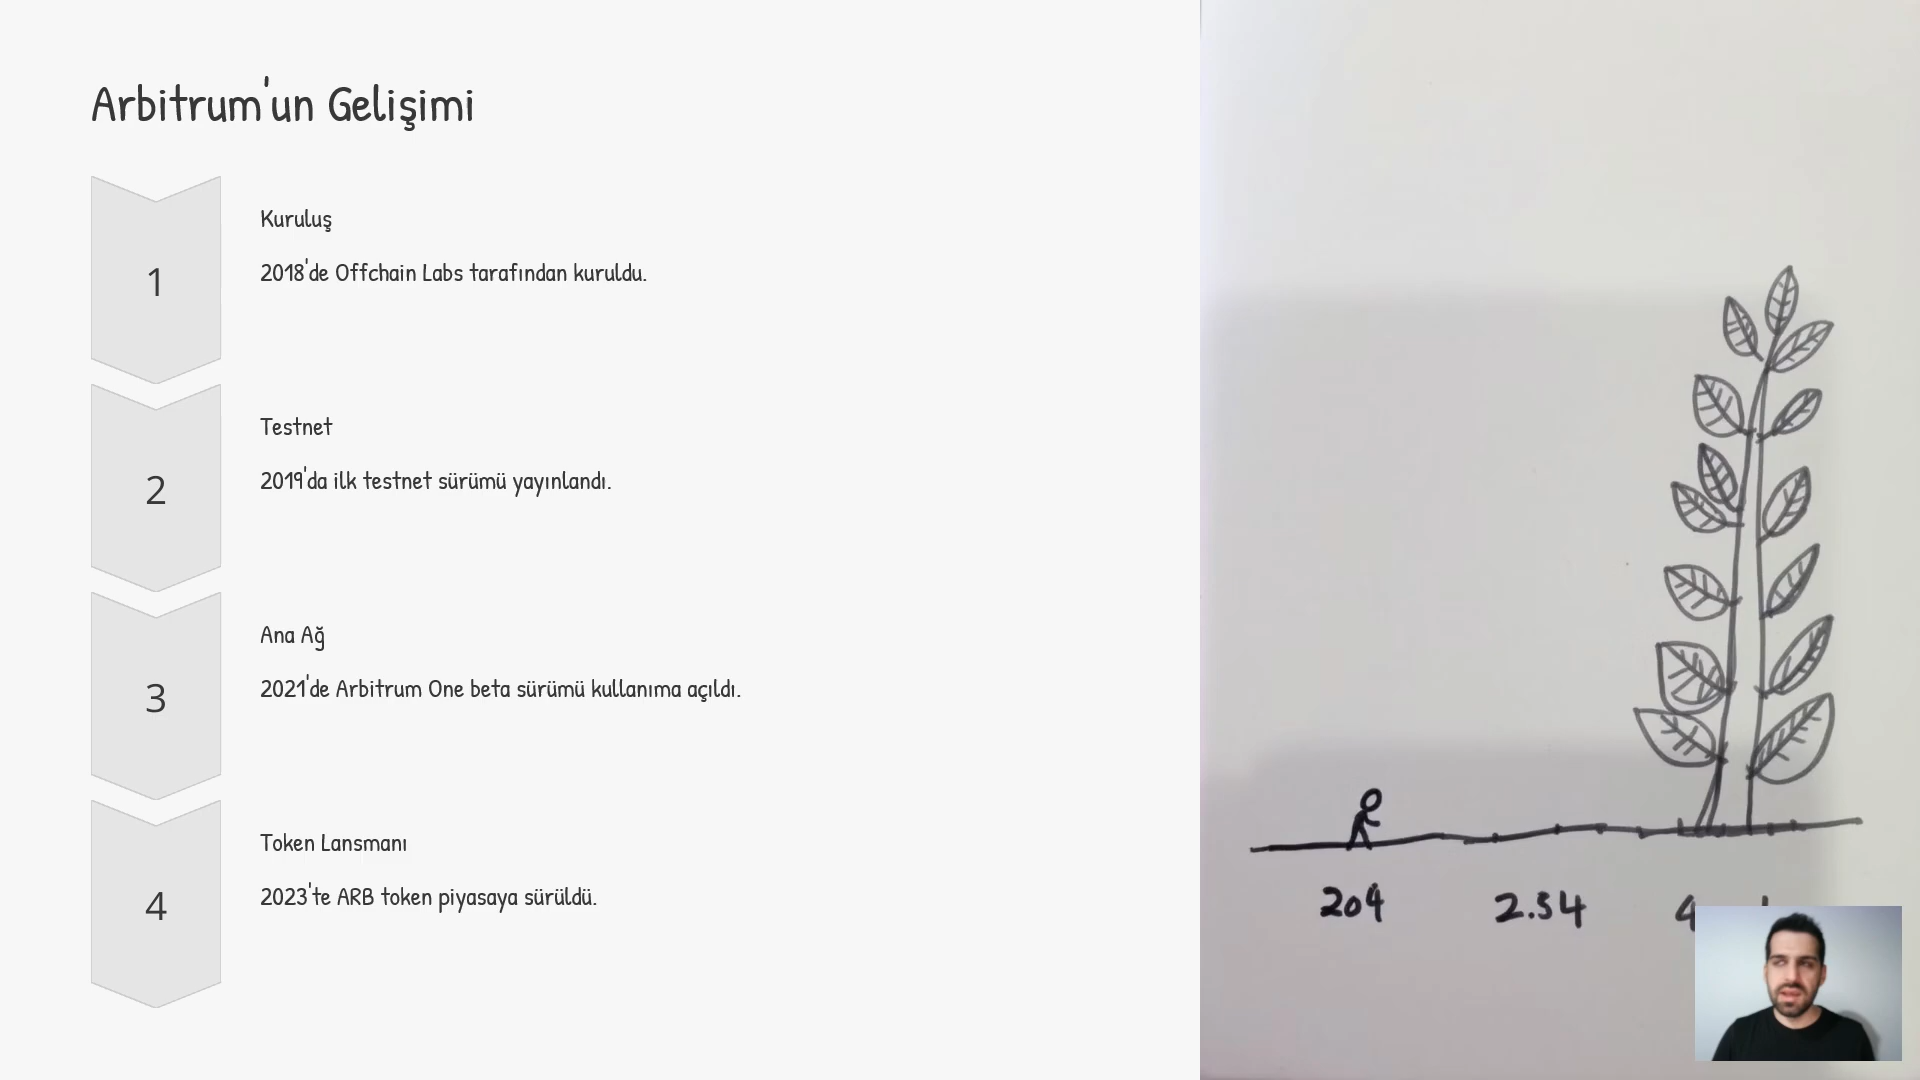 Arbitrum'un Gelişimi
1
Kuruluş
2018'de Offchain Labs tarafından kuruldu.
2
Testnet
2019'da ilk testnet sürümü yayınlandı.
3
Ana Ağ
2021'de Arbitrum One beta sürümü kullanıma açıldı.
4
Token Lansmanı
2023'te ARB token piyasaya sürüldü.
204 2.54